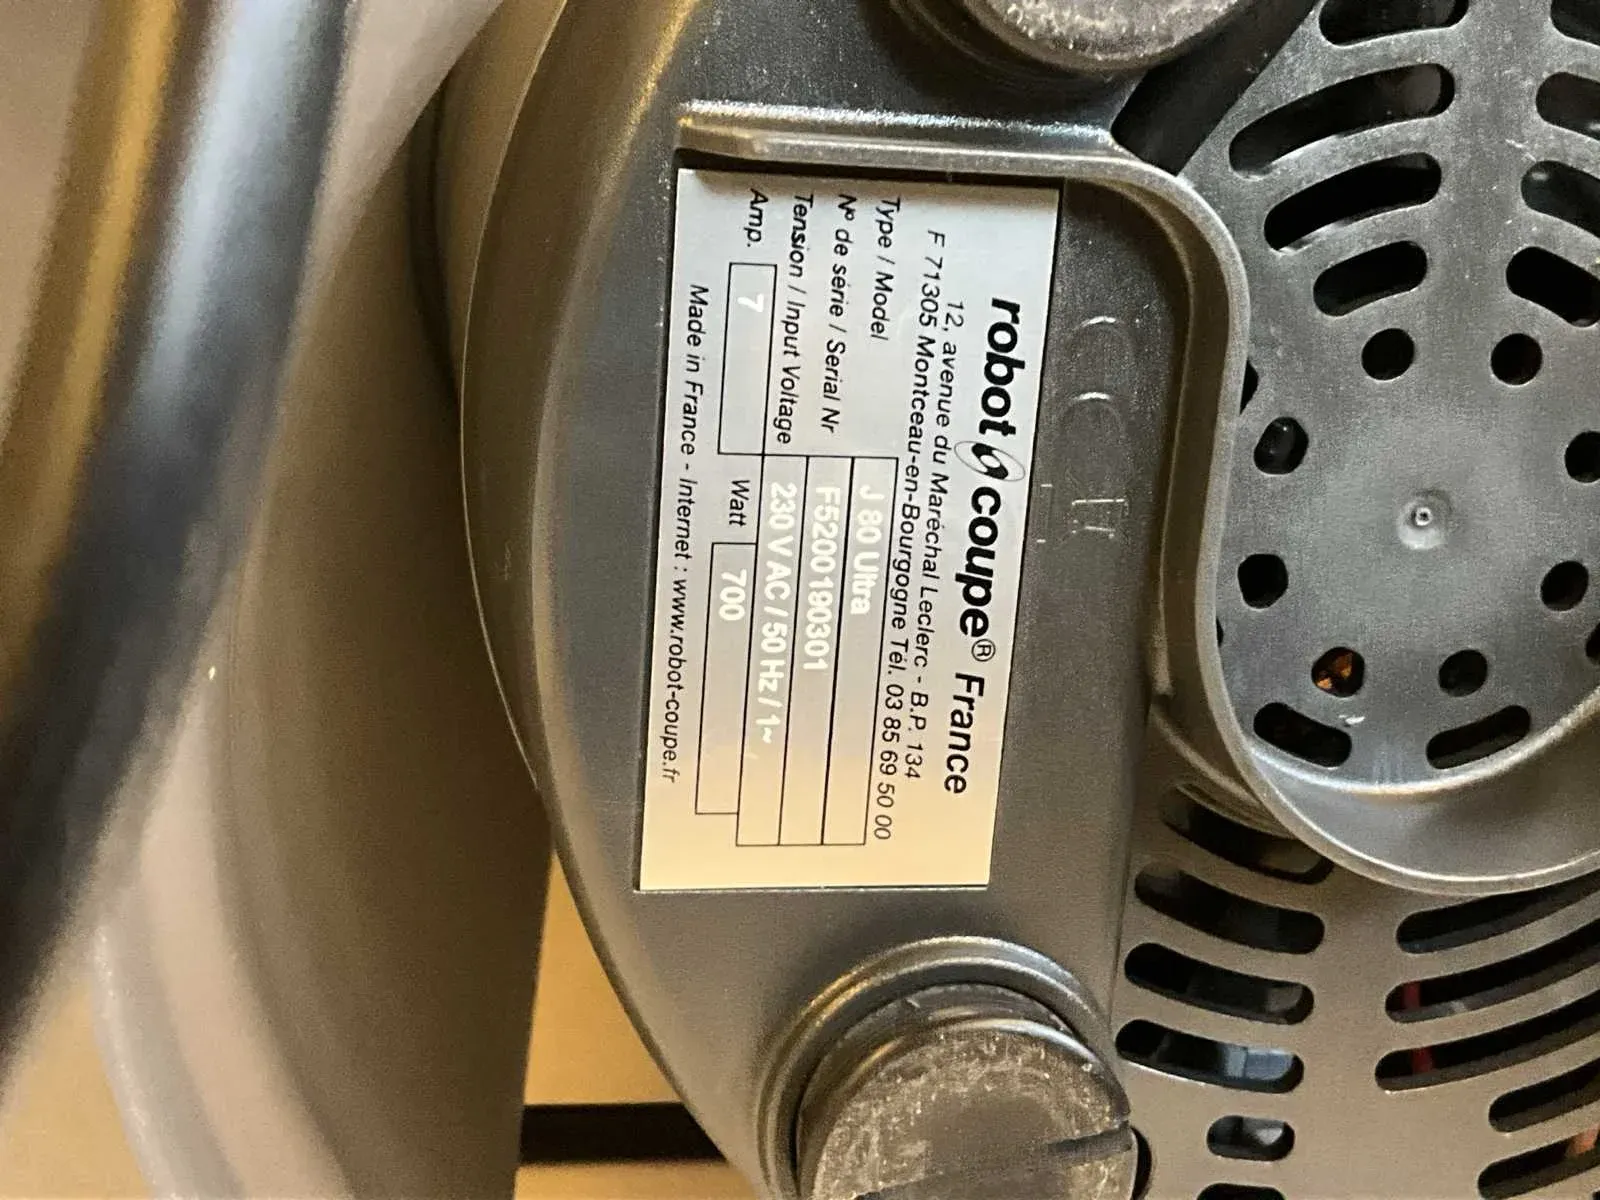 robot coupe® France
12, avenue du Maréchal Leclerc - B.P. 134
F 71305 Montceau-en-Bourgogne Tél. 03 85 69 50 00
Type / Model J 80 Ultra
Nº de série / Serial Nr F5200190301
Tension / Input Voltage 230 V AC / 50 Hz / 1~
Amp. 7 Watt 700
Made in France - Internet : www.robot-coupe.fr